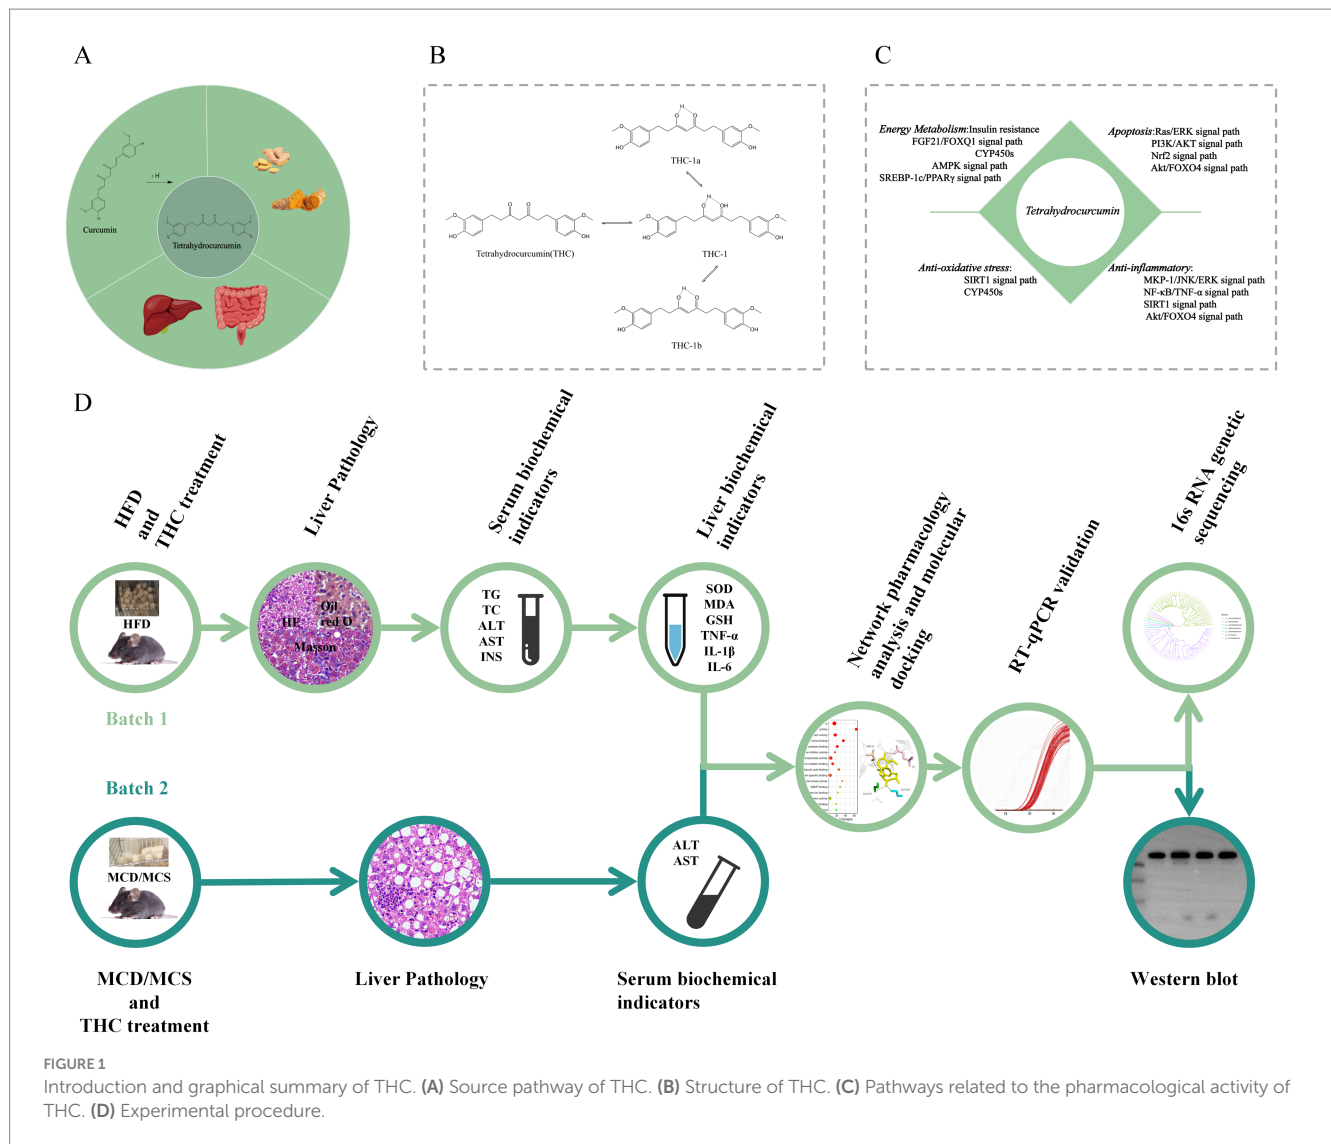 A
Curcumin
+ H
Tetrahydrocurcumin
B
THC-1a
Tetrahydrocurcumin(THC)
THC-1
THC-1b
C
Energy Metabolism:Insulin resistance
FGF21/FOXQ1 signal path
CYP450s
AMPK signal path
SREBP-1c/PPARγ signal path
Apoptosis:Ras/ERK signal path
PI3K/AKT signal path
Nrf2 signal path
Akt/FOXO4 signal path
Tetrahydrocurcumin
Anti-oxidative stress:
SIRT1 signal path
CYP450s
Anti-inflammatory:
MKP-1/JNK/ERK signal path
NF-κB/TNF-α signal path
SIRT1 signal path
Akt/FOXO4 signal path
D
HFD
and
THC treatment
Liver Pathology
Serum biochemical
indicators
Liver biochemical
indicators
Network pharmacology
analysis and molecular
docking
RT-qPCR validation
16s RNA genetic
sequencing
HFD
HE
Oil
red O
Masson
TG
TC
ALT
AST
INS
SOD
MDA
GSH
TNF-α
IL-1β
IL-6
Batch 1
Batch 2
MCD/MCS
ALT
AST
MCD/MCS
and
THC treatment
Liver Pathology
Serum biochemical
indicators
Western blot
FIGURE 1
Introduction and graphical summary of THC. (A) Source pathway of THC. (B) Structure of THC. (C) Pathways related to the pharmacological activity of
THC. (D) Experimental procedure.